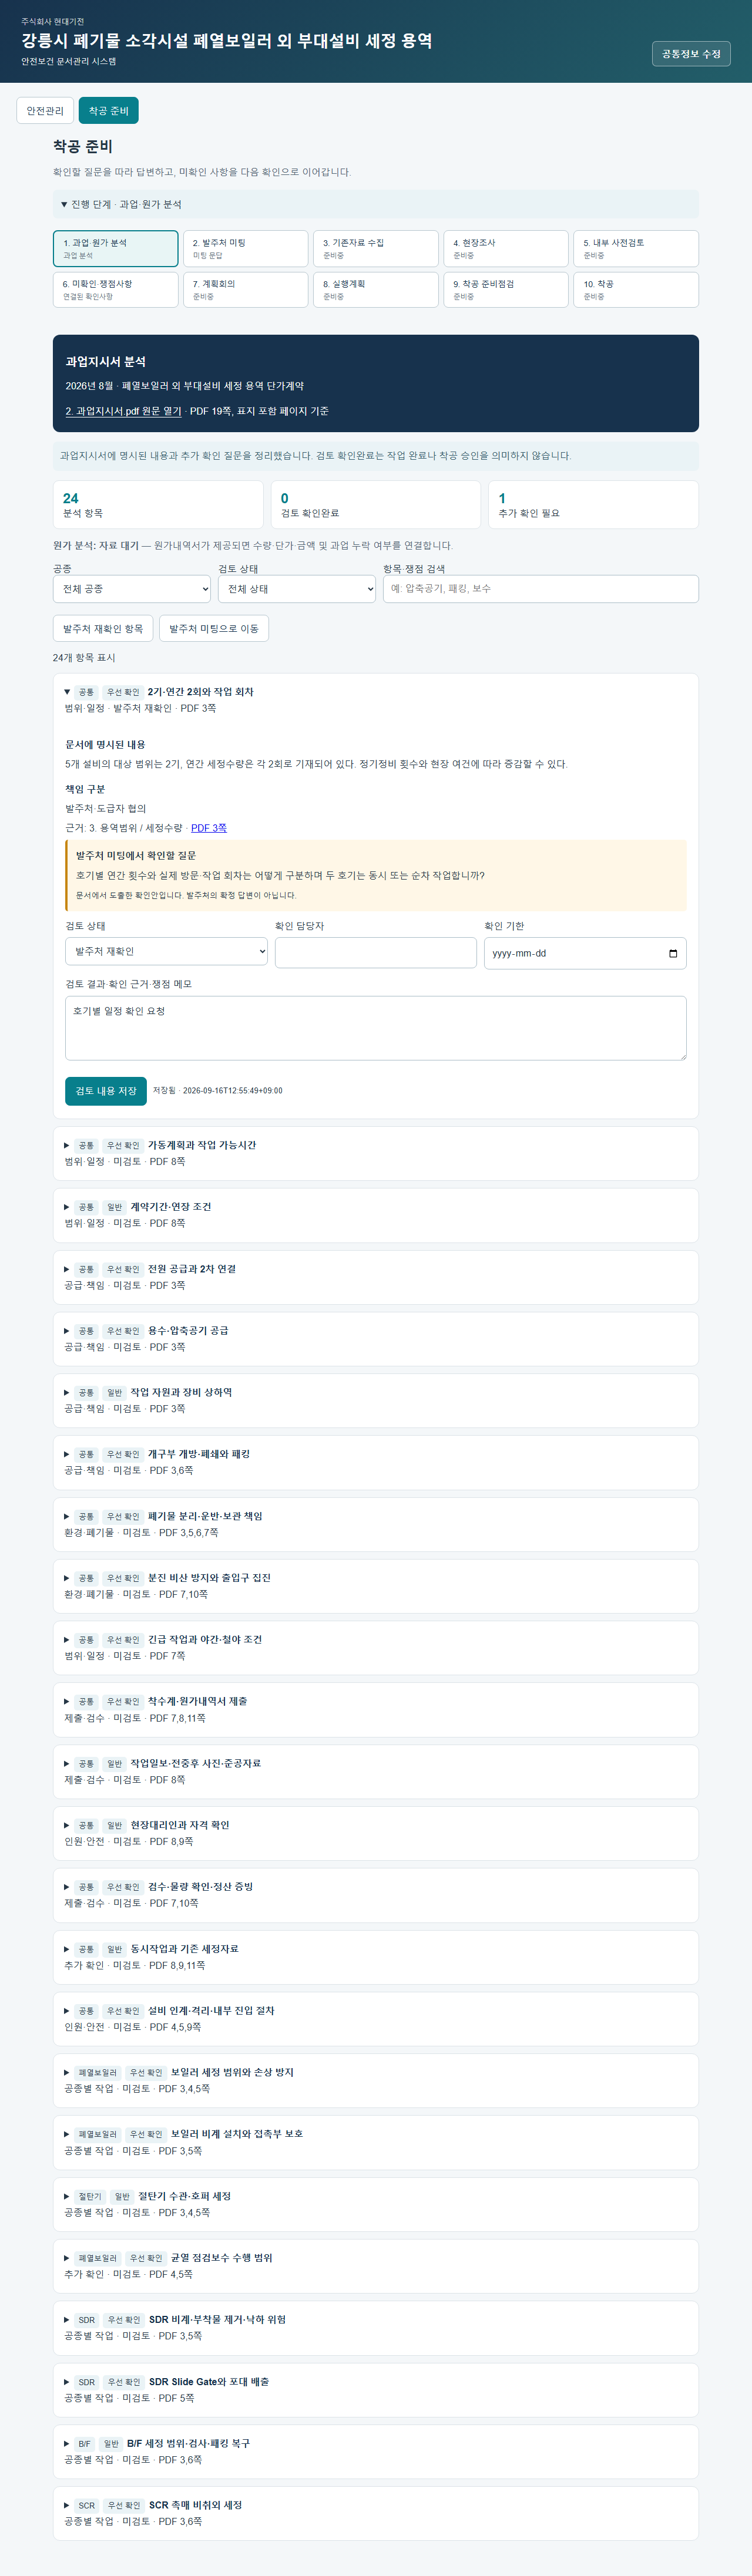 주식회사 현대기전
강릉시 폐기물 소각시설 폐열보일러 외 부대설비 세정 용역
안전보건 문서관리 시스템
공통정보 수정
안전관리
착공 준비
착공 준비
확인할 질문을 따라 답변하고, 미확인 사항을 다음 확인으로 이어갑니다.
▼ 진행 단계 · 과업·원가 분석
1. 과업·원가 분석
과업 분석
2. 발주처 미팅
미팅 문답
3. 기존자료 수집
준비중
4. 현장조사
준비중
5. 내부 사전검토
준비중
6. 미확인·쟁점사항
연결된 확인사항
7. 계획회의
준비중
8. 실행계획
준비중
9. 착공 준비점검
준비중
10. 착공
준비중
과업지시서 분석
2026년 8월 · 폐열보일러 외 부대설비 세정 용역 단가계약
2. 과업지시서.pdf 원문 열기 · PDF 19쪽, 표지 포함 페이지 기준
과업지시서에 명시된 내용과 추가 확인 질문을 정리했습니다. 검토 확인완료는 작업 완료나 착공 승인을 의미하지 않습니다.
24
분석 항목
0
검토 확인완료
1
추가 확인 필요
원가 분석: 자료 대기 — 원가내역서가 제공되면 수량·단가·금액 및 과업 누락 여부를 연결합니다.
공종
전체 공종
검토 상태
전체 상태
항목·쟁점 검색
예: 압축공기, 패킹, 보수
발주처 재확인 항목
발주처 미팅으로 이동
24개 항목 표시
▼ 공통 우선 확인 2기·연간 2회와 작업 회차
범위·일정 · 발주처 재확인 · PDF 3쪽
문서에 명시된 내용
5개 설비의 대상 범위는 2기, 연간 세정수량은 각 2회로 기재되어 있다. 정기정비 횟수와 현장 여건에 따라 증감할 수 있다.
책임 구분
발주처·도급자 협의
근거: 3. 용역범위 / 세정수량 · PDF 3쪽
발주처 미팅에서 확인할 질문
호기별 연간 횟수와 실제 방문·작업 회차는 어떻게 구분하며 두 호기는 동시 또는 순차 작업합니까?
문서에서 도출한 확인안입니다. 발주처의 확정 답변이 아닙니다.
검토 상태
발주처 재확인
확인 담당자
확인 기한
yyyy-mm-dd
검토 결과·확인 근거·쟁점 메모
호기별 일정 확인 요청
검토 내용 저장
저장됨 · 2026-09-16T12:55:49+09:00
▶ 공통 우선 확인 가동계획과 작업 가능시간
범위·일정 · 미검토 · PDF 8쪽
▶ 공통 일반 계약기간·연장 조건
범위·일정 · 미검토 · PDF 8쪽
▶ 공통 우선 확인 전원 공급과 2차 연결
공급·책임 · 미검토 · PDF 3쪽
▶ 공통 우선 확인 용수·압축공기 공급
공급·책임 · 미검토 · PDF 3쪽
▶ 공통 일반 작업 자원과 장비 상하역
공급·책임 · 미검토 · PDF 3쪽
▶ 공통 우선 확인 개구부 개방·폐쇄와 패킹
공급·책임 · 미검토 · PDF 3,6쪽
▶ 공통 우선 확인 폐기물 분리·운반·보관 책임
환경·폐기물 · 미검토 · PDF 3,5,6,7쪽
▶ 공통 우선 확인 분진 비산 방지와 출입구 집진
환경·폐기물 · 미검토 · PDF 7,10쪽
▶ 공통 우선 확인 긴급 작업과 야간·철야 조건
범위·일정 · 미검토 · PDF 7쪽
▶ 공통 우선 확인 착수계·원가내역서 제출
제출·검수 · 미검토 · PDF 7,8,11쪽
▶ 공통 일반 작업일보·전중후 사진·준공자료
제출·검수 · 미검토 · PDF 8쪽
▶ 공통 일반 현장대리인과 자격 확인
인원·안전 · 미검토 · PDF 8,9쪽
▶ 공통 우선 확인 검수·물량 확인·정산 증빙
제출·검수 · 미검토 · PDF 7,10쪽
▶ 공통 일반 동시작업과 기존 세정자료
추가 확인 · 미검토 · PDF 8,9,11쪽
▶ 공통 우선 확인 설비 인계·격리·내부 진입 절차
인원·안전 · 미검토 · PDF 4,5,9쪽
▶ 폐열보일러 우선 확인 보일러 세정 범위와 손상 방지
공종별 작업 · 미검토 · PDF 3,4,5쪽
▶ 폐열보일러 우선 확인 보일러 비계 설치와 접촉부 보호
공종별 작업 · 미검토 · PDF 3,5쪽
▶ 절탄기 일반 절탄기 수관·호퍼 세정
공종별 작업 · 미검토 · PDF 3,4,5쪽
▶ 폐열보일러 우선 확인 균열 점검보수 수행 범위
추가 확인 · 미검토 · PDF 4,5쪽
▶ SDR 우선 확인 SDR 비계·부착물 제거·낙하 위험
공종별 작업 · 미검토 · PDF 3,5쪽
▶ SDR 우선 확인 SDR Slide Gate와 포대 배출
공종별 작업 · 미검토 · PDF 5쪽
▶ B/F 일반 B/F 세정 범위·검사·패킹 복구
공종별 작업 · 미검토 · PDF 3,6쪽
▶ SCR 우선 확인 SCR 촉매 비취외 세정
공종별 작업 · 미검토 · PDF 3,6쪽